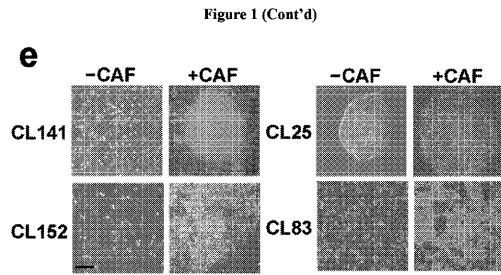 Figure 1 (Cont'd)
e
−CAF +CAF −CAF +CAF
CL141 CL25
CL152 CL83